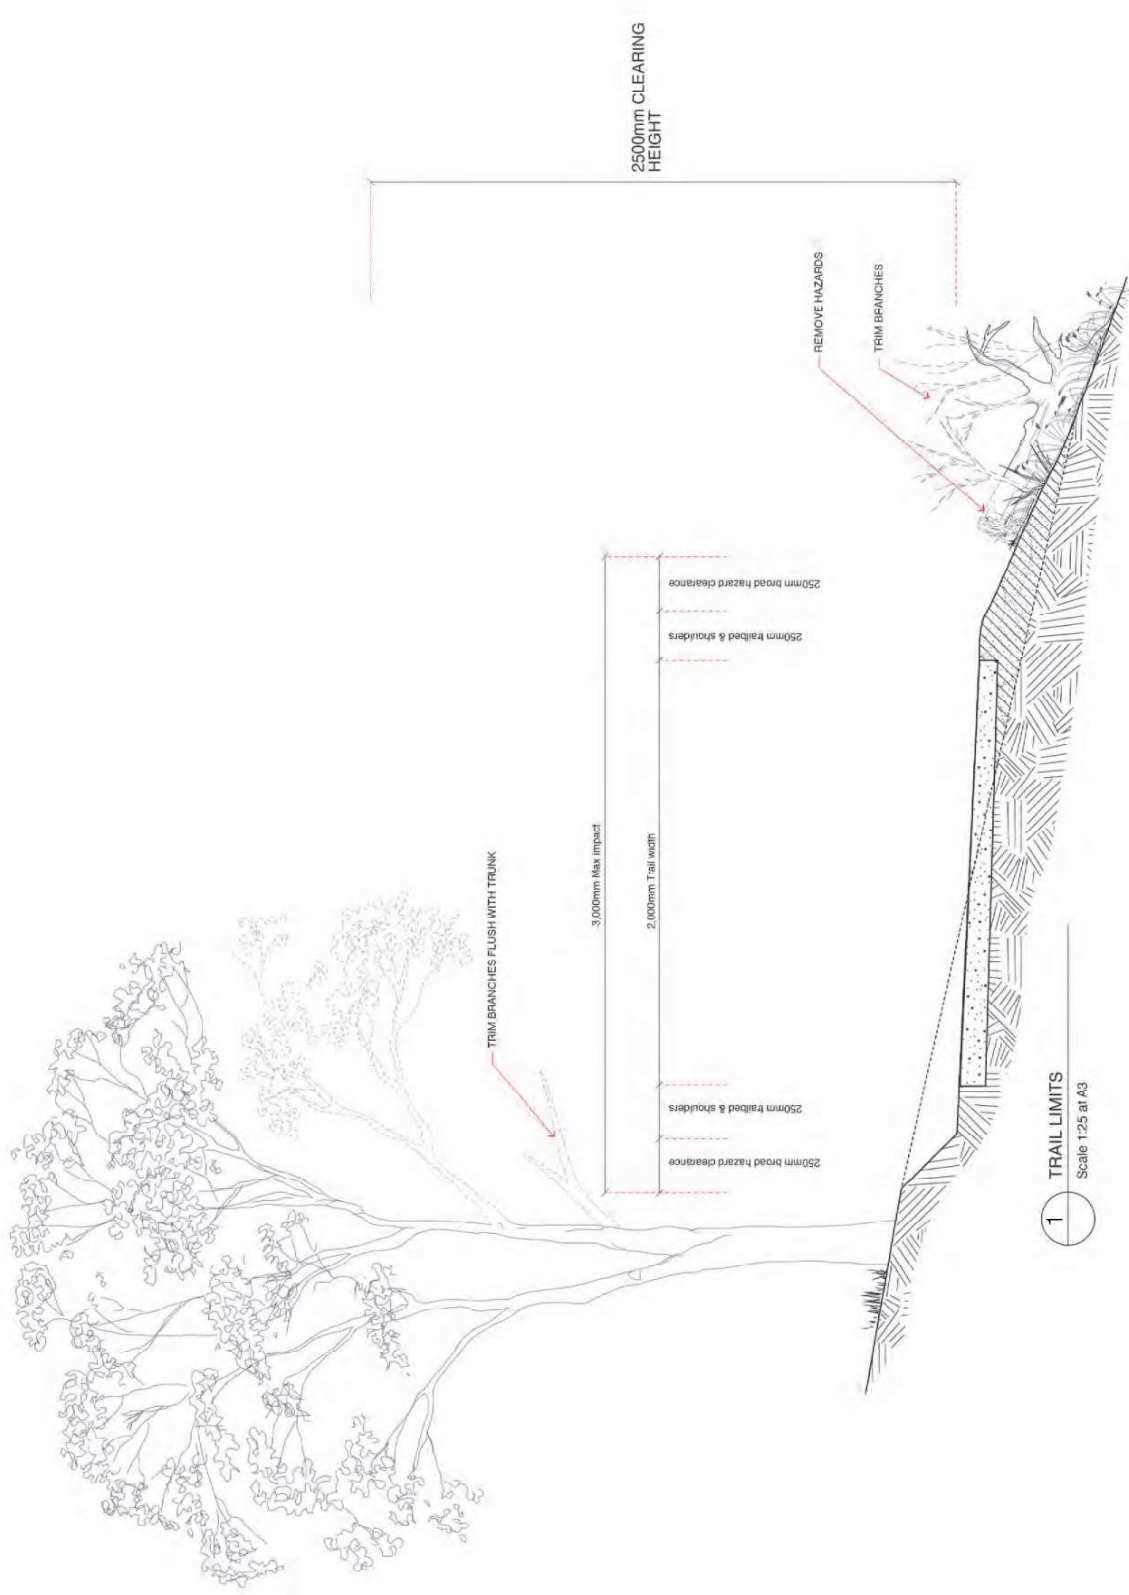 2500mm CLEARING
HEIGHT
REMOVE HAZARDS
TRIM BRANCHES
TRIM BRANCHES FLUSH WITH TRUNK
3,000mm Max impact
2,000mm Trail width
250mm broad hazard clearance
250mm trailbed & shoulders
250mm trailbed & shoulders
250mm broad hazard clearance
1
TRAIL LIMITS
Scale 1:25 at A3